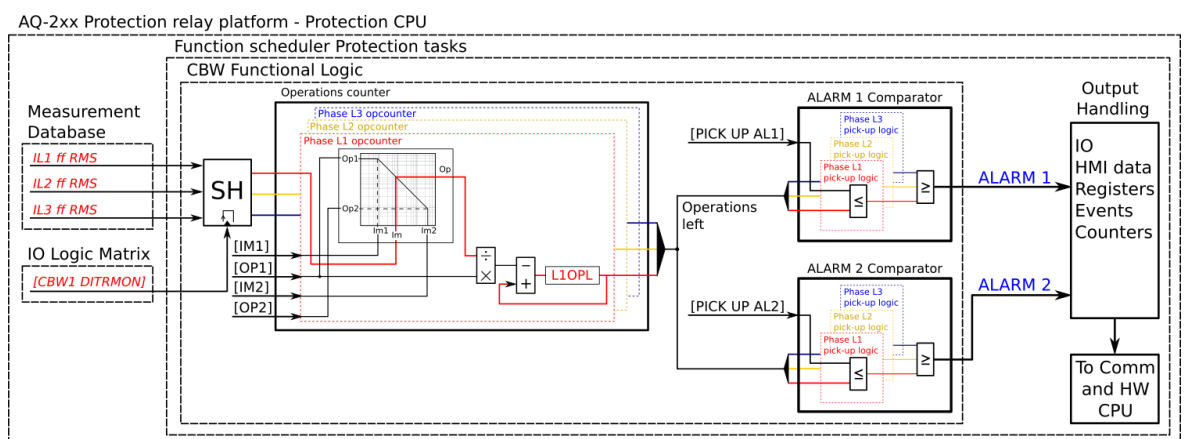 AQ-2xx Protection relay platform - Protection CPU
Function scheduler Protection tasks
CBW Functional Logic
Measurement
Database
IL1 ff RMS
IL2 ff RMS
IL3 ff RMS
IO Logic Matrix
[CBW1 DITRMON]
SH
[IM1]
[OP1]
[IM2]
[OP2]
Operations counter
Phase L3 opcounter
Phase L2 opcounter
Phase L1 opcounter
Op1
Op
Op2
Im1
Im
Im2
÷
×
−
+
L1OPL
Operations
left
ALARM 1 Comparator
[PICK UP AL1]
Phase L3
pick-up logic
Phase L2
pick-up logic
Phase L1
pick-up logic
≤
≥
ALARM 1
ALARM 2 Comparator
[PICK UP AL2]
Phase L3
pick-up logic
Phase L2
pick-up logic
Phase L1
pick-up logic
≤
≥
ALARM 2
Output
Handling
IO
HMI data
Registers
Events
Counters
To Comm
and HW
CPU